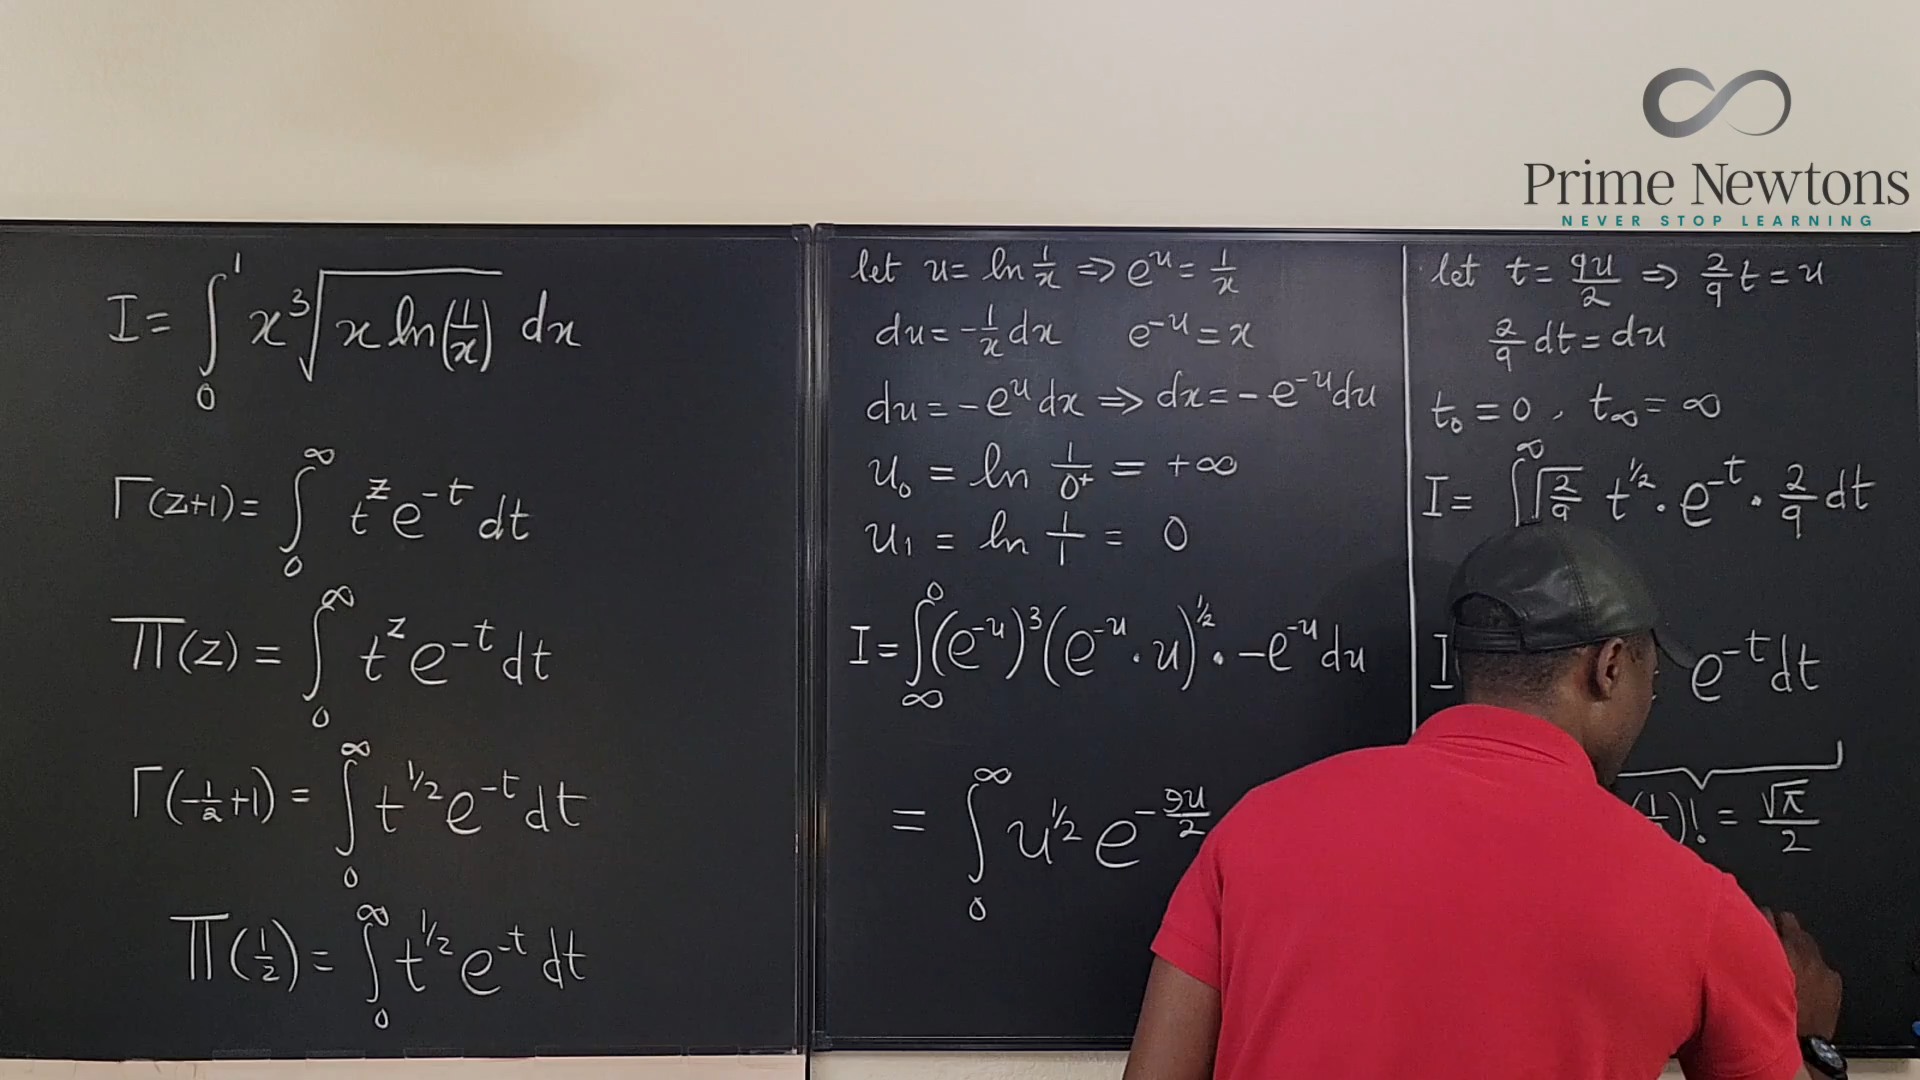 Prime Newtons
NEVER STOP LEARNING
I = ∫₀¹ x³√(x ln(1/x)) dx
Γ(z+1) = ∫₀^∞ t^z e^-t dt
Π(z) = ∫₀^∞ t^z e^-t dt
Γ(-1/2+1) = ∫₀^∞ t^1/2 e^-t dt
Π(1/2) = ∫₀^∞ t^1/2 e^-t dt
let u = ln 1/x => e^u = 1/x
du = -1/x dx e^-u = x
du = -e^u dx => dx = -e^-u du
u₀ = ln 1/0⁺ = +∞
u₁ = ln 1/1 = 0
I = ∫_∞^0 (e^-u)³(e^-u · u)^1/2 · -e^-u du
= ∫₀^∞ u^1/2 e^-9u/2
let t = 9u/2 => 2/9 t = u
2/9 dt = du
t₀ = 0, t_∞ = ∞
I = ∫^∞ √(2/9) t^1/2 · e^-t · 2/9 dt
I e^-t dt
)! = √π/2